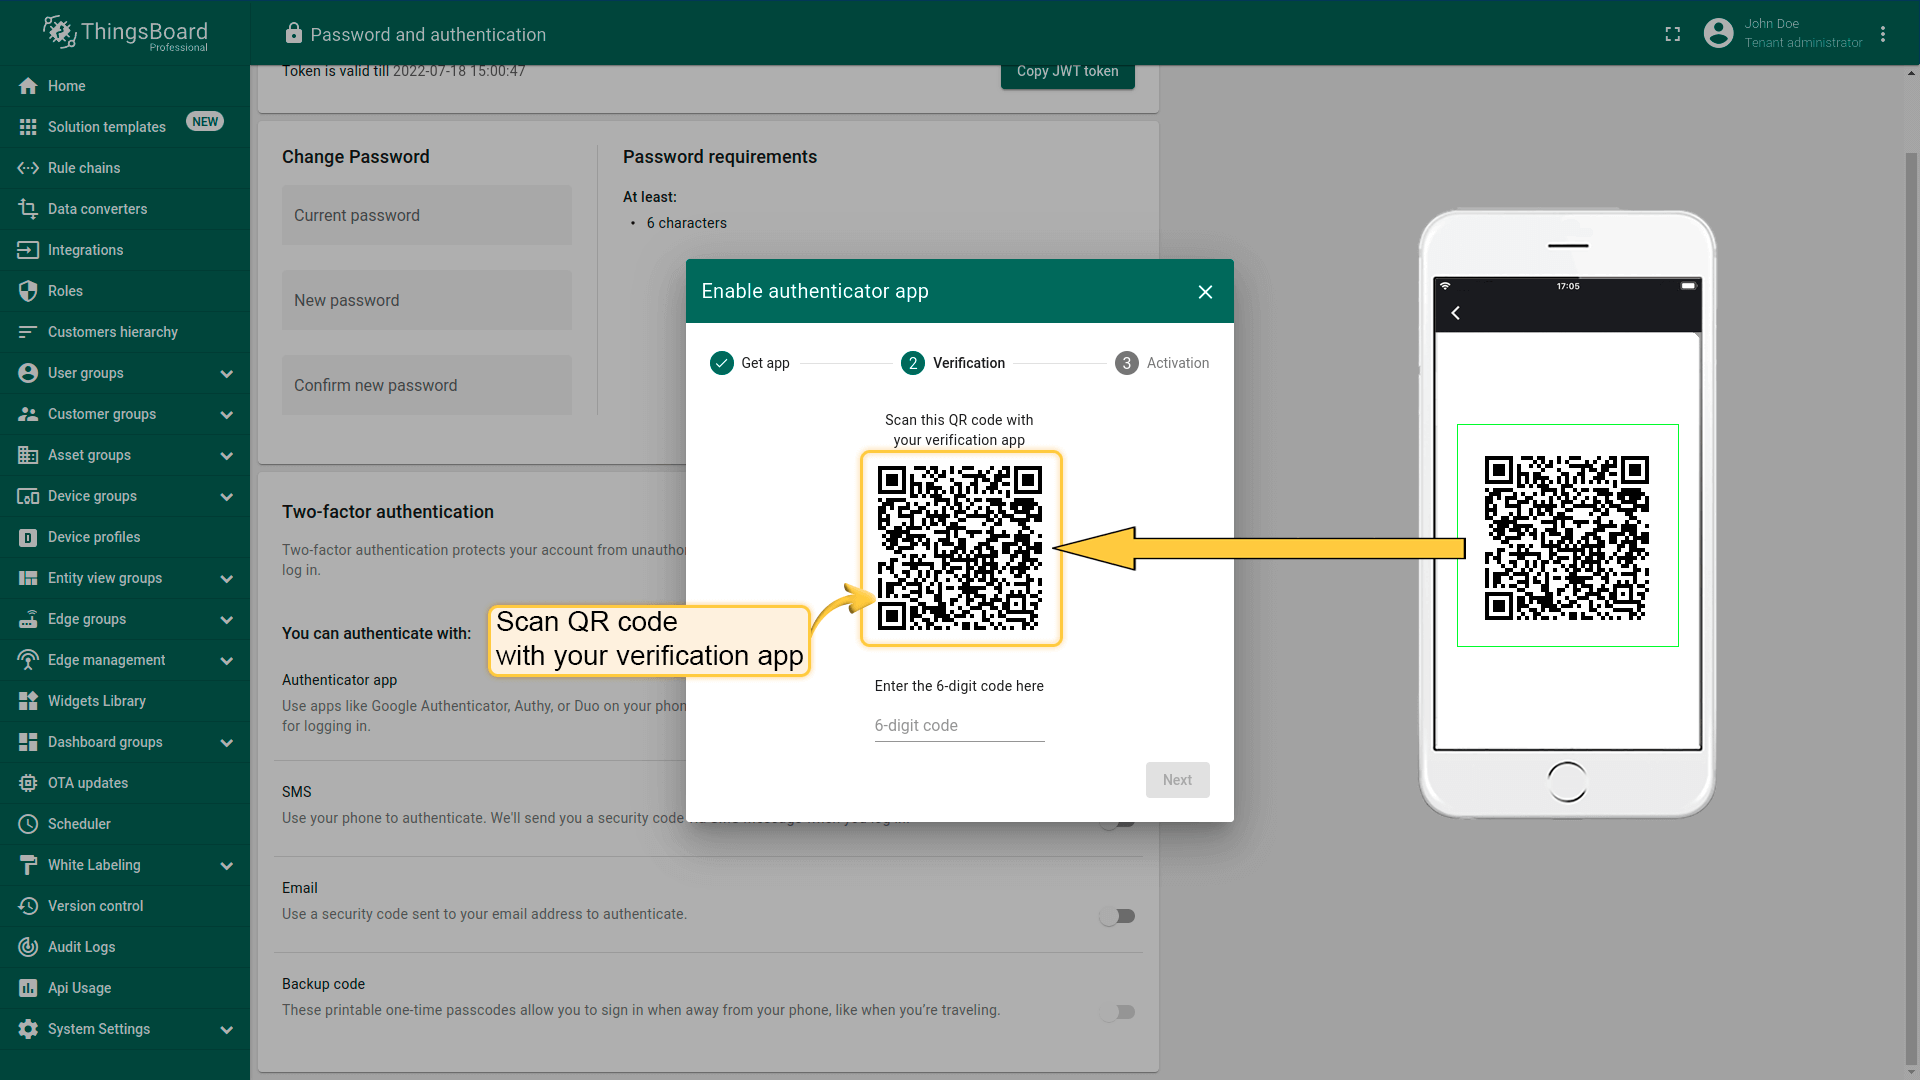 ThingsBoard
Professional
Password and authentication
John Doe
Tenant administrator
Home
Solution templates
NEW
Rule chains
Data converters
Integrations
Roles
Customers hierarchy
User groups
Customer groups
Asset groups
Device groups
Device profiles
Entity view groups
Edge groups
Edge management
Widgets Library
Dashboard groups
OTA updates
Scheduler
White Labeling
Version control
Audit Logs
Api Usage
System Settings
Token is valid till 2022-07-18 15:00:47
Copy JWT token
Change Password
Current password
New password
Confirm new password
Password requirements
At least:
• 6 characters
Two-factor authentication
Two-factor authentication protects your account from
log in.
You can authenticate with:
Authenticator app
Use apps like Google Authenticator, Authy, or Duo on your
for logging in.
SMS
Use your phone to authenticate. We'll send you a security code
Email
Use a security code sent to your email address to authenticate.
Backup code
These printable one-time passcodes allow you to sign in when away from your phone, like when you're traveling.
Enable authenticator app
Get app
2 Verification
3 Activation
Scan this QR code with
your verification app
Scan QR code
with your verification app
Enter the 6-digit code here
6-digit code
Next
17:05